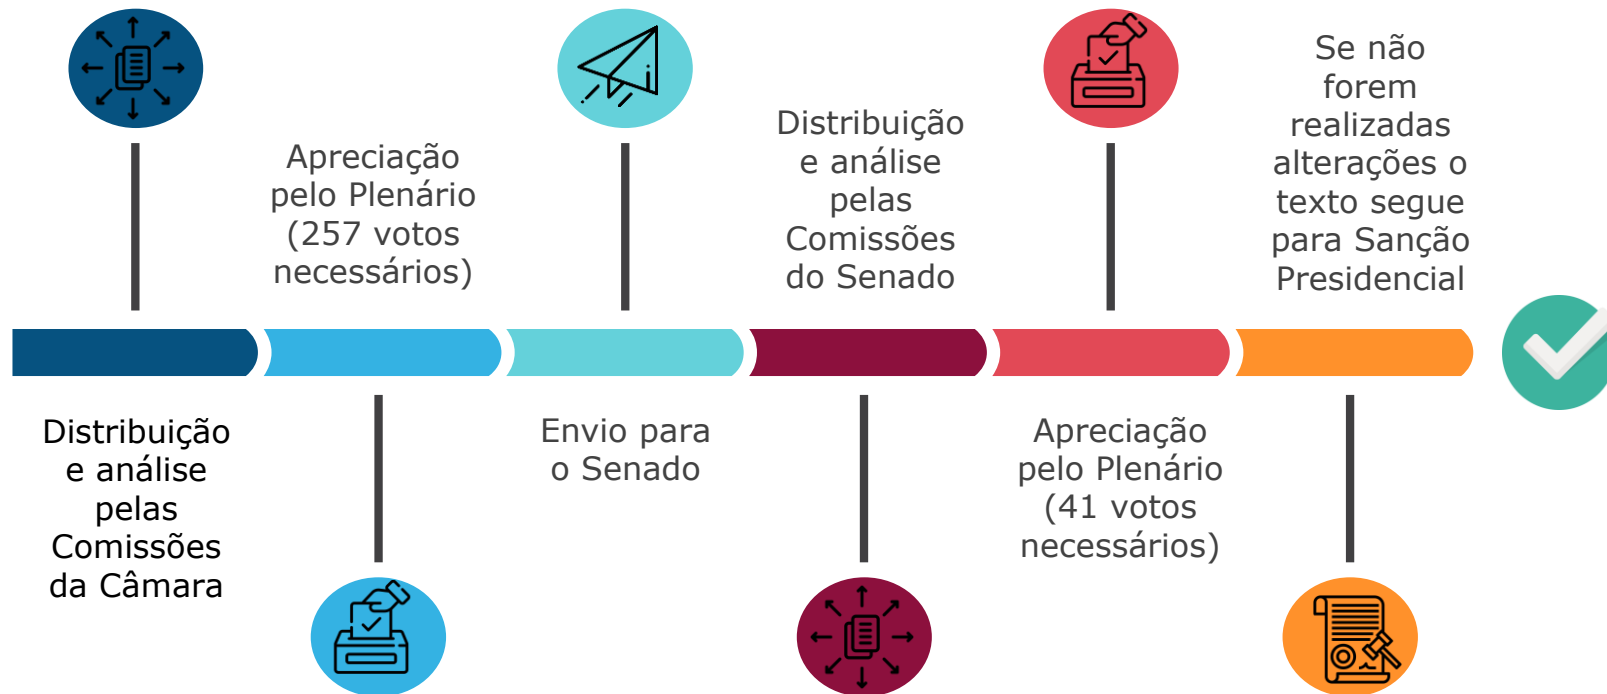 Distribuição
e análise
pelas
Comissões
da Câmara
Apreciação
pelo Plenário
(257 votos
necessários)
Envio para
o Senado
Distribuição
e análise
pelas
Comissões
do Senado
Apreciação
pelo Plenário
(41 votos
necessários)
Se não
forem
realizadas
alterações o
texto segue
para Sanção
Presidencial